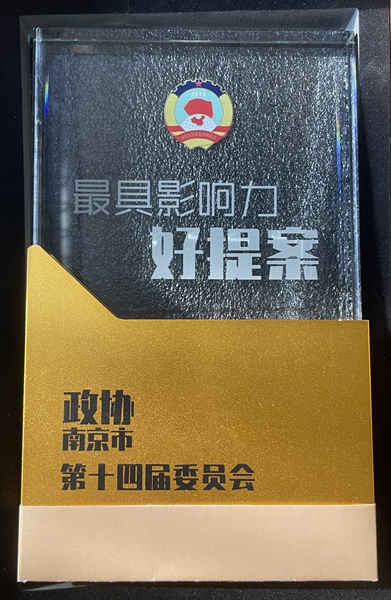 最具影响力
好提案
政协
南京市
第十四届委员会